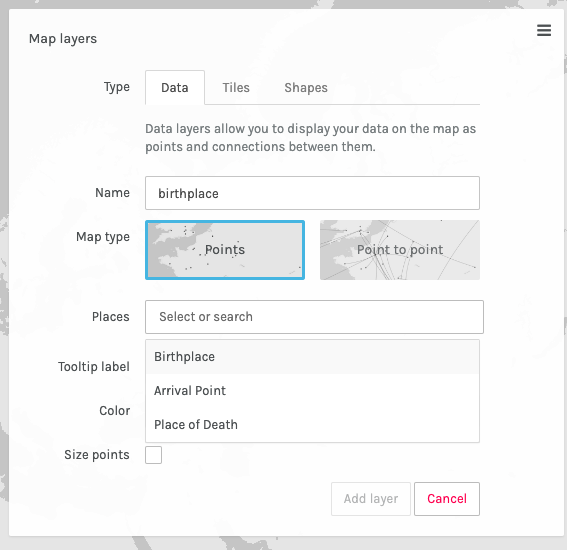 Map layers
Type Data Tiles Shapes
Data layers allow you to display your data on the map as
points and connections between them.
Name birthplace
Map type Points Point to point
Places Select or search
Birthplace
Tooltip label
Arrival Point
Color
Place of Death
Size points
Add layer Cancel